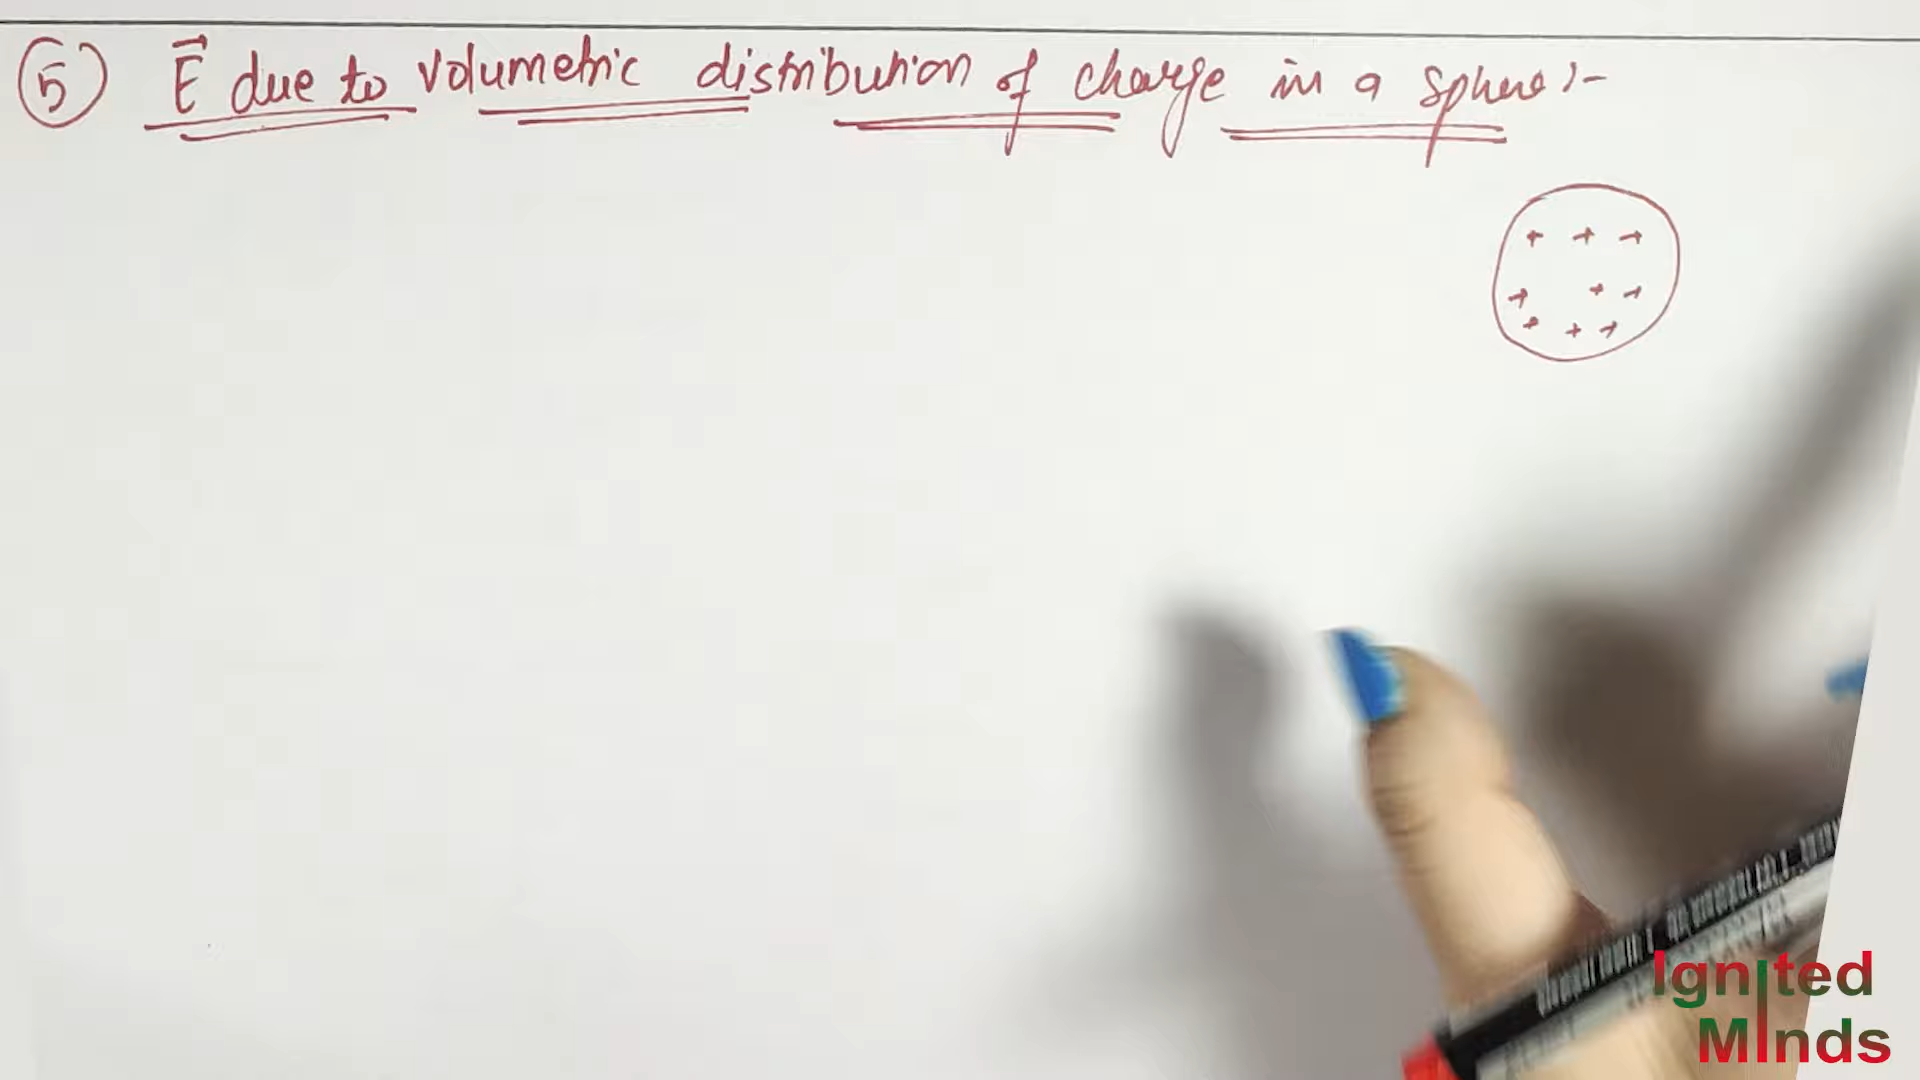 5 E⃗ due to volumetric distribution of charge in a sphere:-
+ + +
+ + +
+ + +
Ignited
Minds